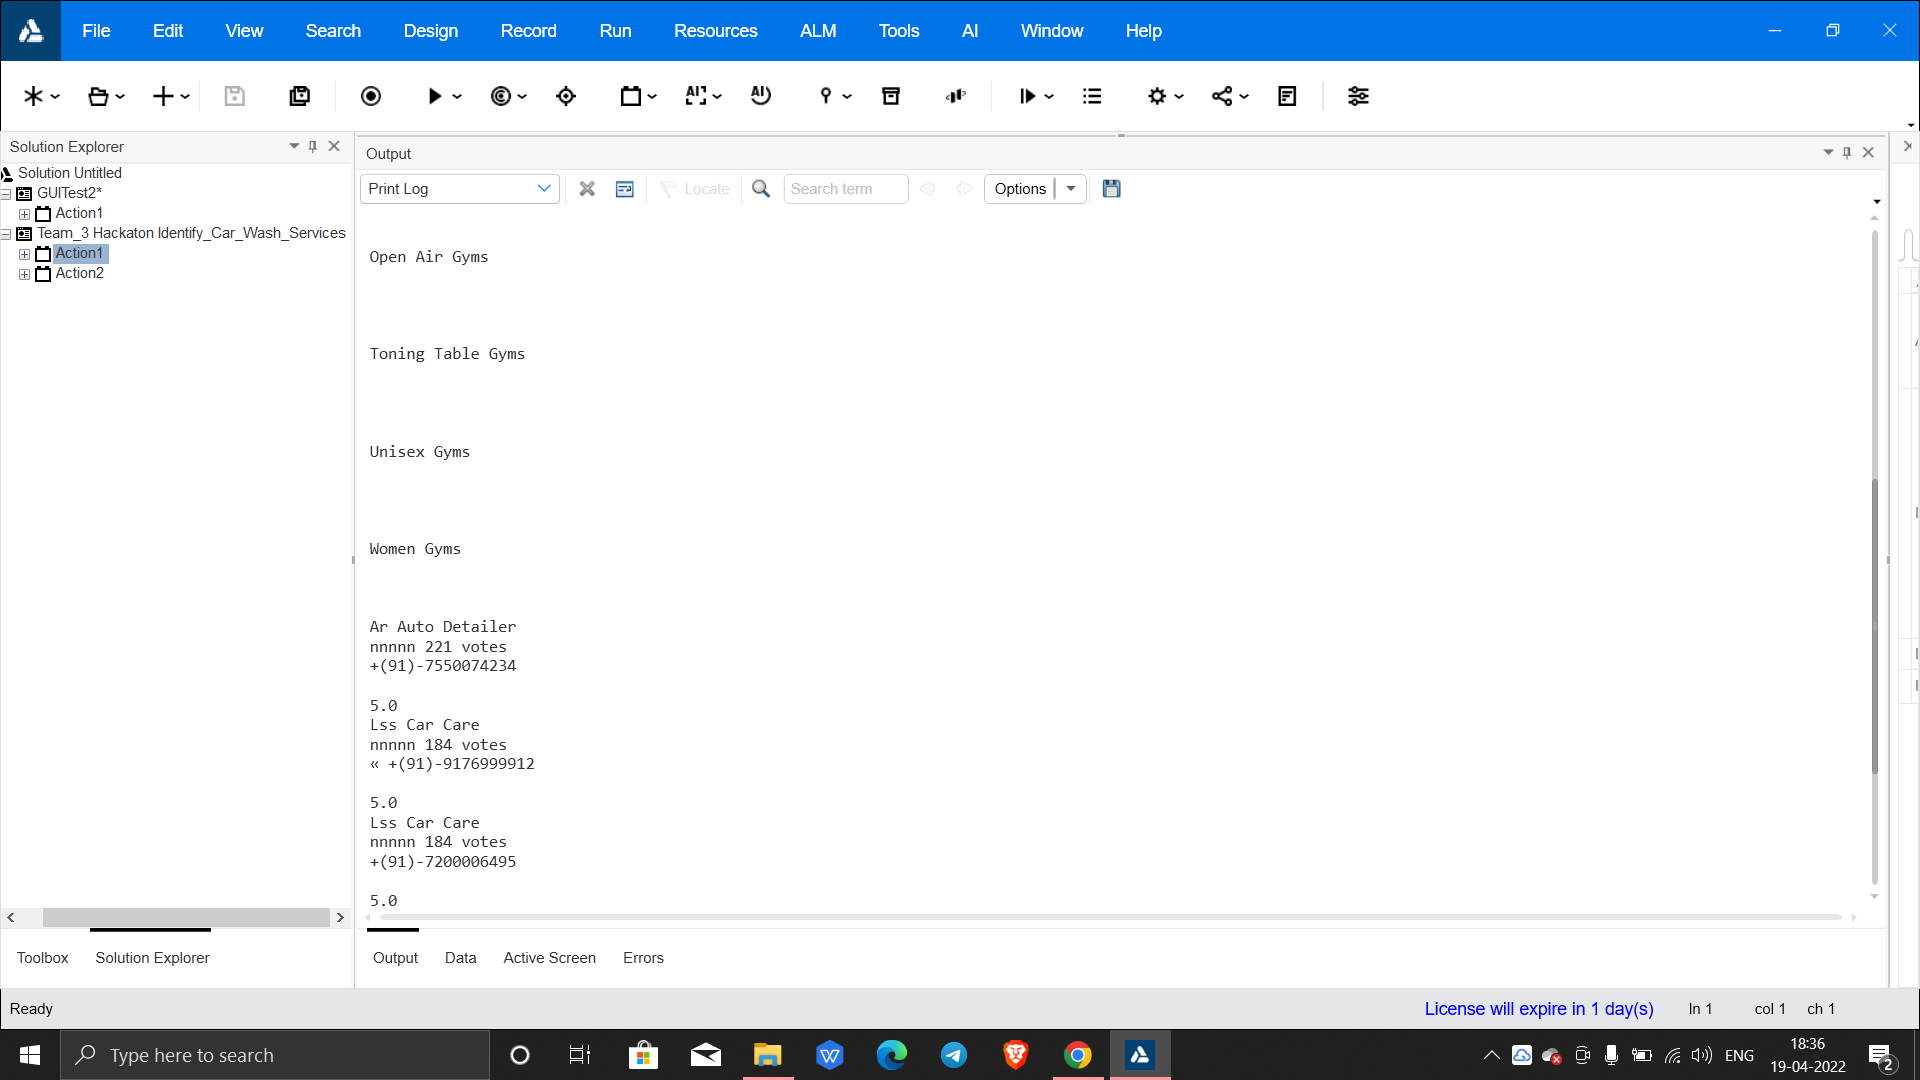 File Edit View Search Design Record Run Resources ALM Tools AI Window Help
AI AI
Solution Explorer
Solution Untitled
GUITest2*
Action1
Team_3 Hackaton Identify_Car_Wash_Services
Action1
Action2
Output
Print Log Locate Search term Options
Open Air Gyms
Toning Table Gyms
Unisex Gyms
Women Gyms
Ar Auto Detailer
nnnnn 221 votes
+(91)-7550074234
5.0
Lss Car Care
nnnnn 184 votes
« +(91)-9176999912
5.0
Lss Car Care
nnnnn 184 votes
+(91)-7200006495
5.0
Toolbox Solution Explorer
Output Data Active Screen Errors
Ready License will expire in 1 day(s) ln 1 col 1 ch 1
Type here to search
ENG
18:36
19-04-2022
2